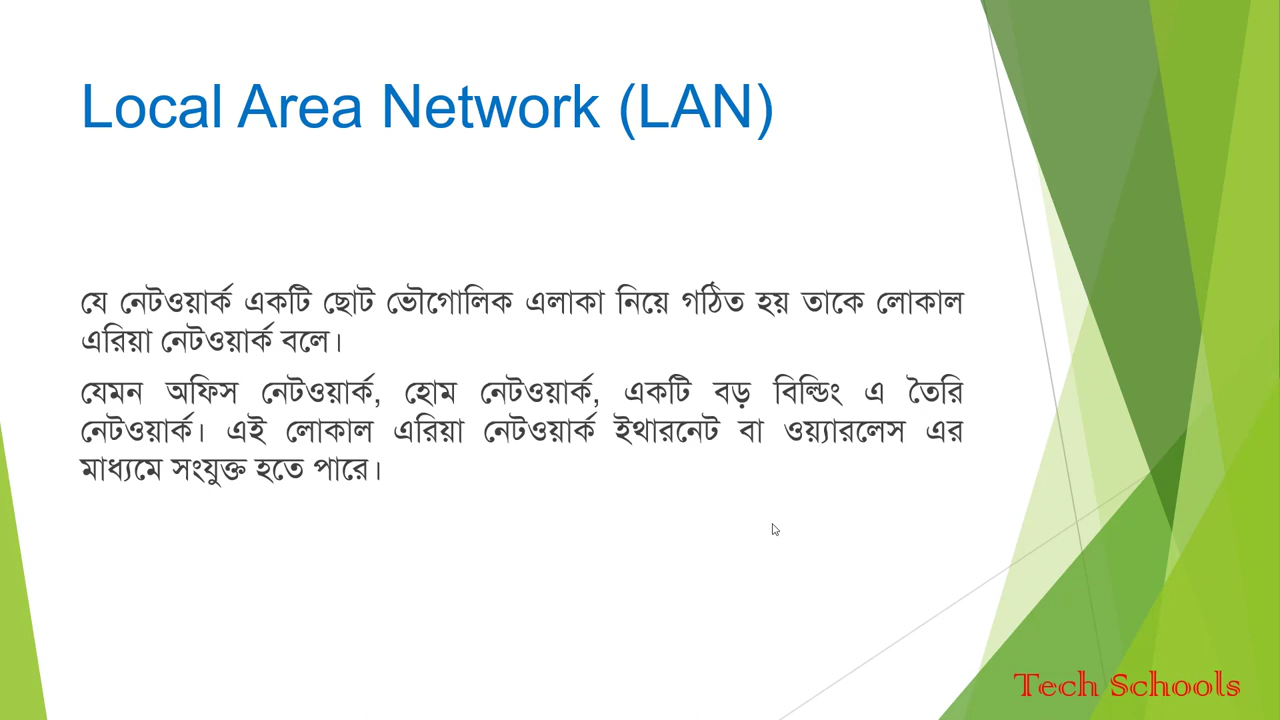 Local Area Network (LAN)
যে নেটওয়ার্ক একটি ছোট ভৌগোলিক এলাকা নিয়ে গঠিত হয় তাকে লোকাল
এরিয়া নেটওয়ার্ক বলে।
যেমন অফিস নেটওয়ার্ক, হোম নেটওয়ার্ক, একটি বড় বিল্ডিং এ তৈরি
নেটওয়ার্ক। এই লোকাল এরিয়া নেটওয়ার্ক ইথারনেট বা ওয়্যারলেস এর
মাধ্যমে সংযুক্ত হতে পারে।
Tech Schools